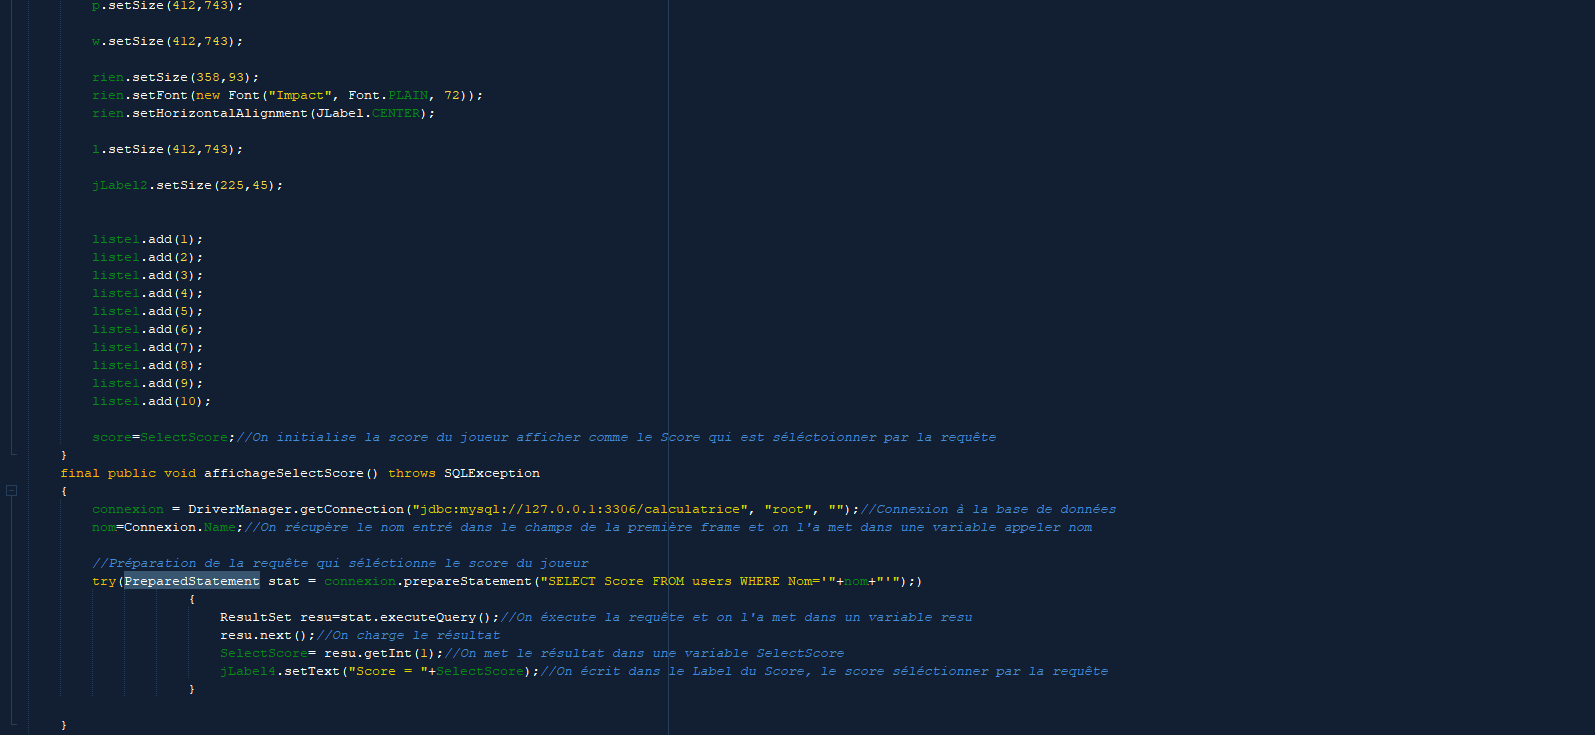 p.setSize(412,743);
w.setSize(412,743);
rien.setSize(358,93);
rien.setFont(new Font("Impact", Font.PLAIN, 72));
rien.setHorizontalAlignment(JLabel.CENTER);
l.setSize(412,743);
jLabel2.setSize(225,45);
liste1.add(1);
liste1.add(2);
liste1.add(3);
liste1.add(4);
liste1.add(5);
liste1.add(6);
liste1.add(7);
liste1.add(8);
liste1.add(9);
liste1.add(10);
score=SelectScore;//On initialise la score du joueur afficher comme le Score qui est séléctoionner par la requête
}
final public void affichageSelectScore() throws SQLException
{
connexion = DriverManager.getConnection("jdbc:mysql://127.0.0.1:3306/calculatrice", "root", "");//Connexion à la base de données
nom=Connexion.Name;//On récupère le nom entré dans le champs de la première frame et on l'a met dans une variable appeler nom
//Préparation de la requête qui séléctionne le score du joueur
try(PreparedStatement stat = connexion.prepareStatement("SELECT Score FROM users WHERE Nom='"+nom+"'");)
{
ResultSet resu=stat.executeQuery();//On éxecute la requête et on l'a met dans un variable resu
resu.next();//On charge le résultat
SelectScore= resu.getInt(1);//On met le résultat dans une variable SelectScore
jLabel4.setText("Score = "+SelectScore);//On écrit dans le Label du Score, le score séléctionner par la requête
}
}